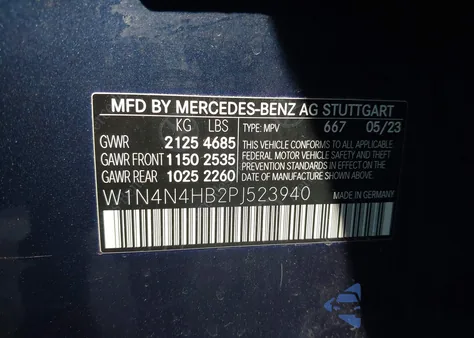 MFD BY MERCEDES-BENZ AG STUTTGART
KG LBS TYPE: MPV 667 05/23
GVWR 2125 4685 THIS VEHICLE CONFORMS TO ALL APPLICABLE
GAWR FRONT 1150 2535 FEDERAL MOTOR VEHICLE SAFETY AND
GAWR REAR 1025 2260 THEFT PREVENTION STANDARDS IN EFFECT ON
THE DATE OF MANUFACTURE SHOWN ABOVE.
W1N4N4HB2PJ523940 MADE IN GERMANY